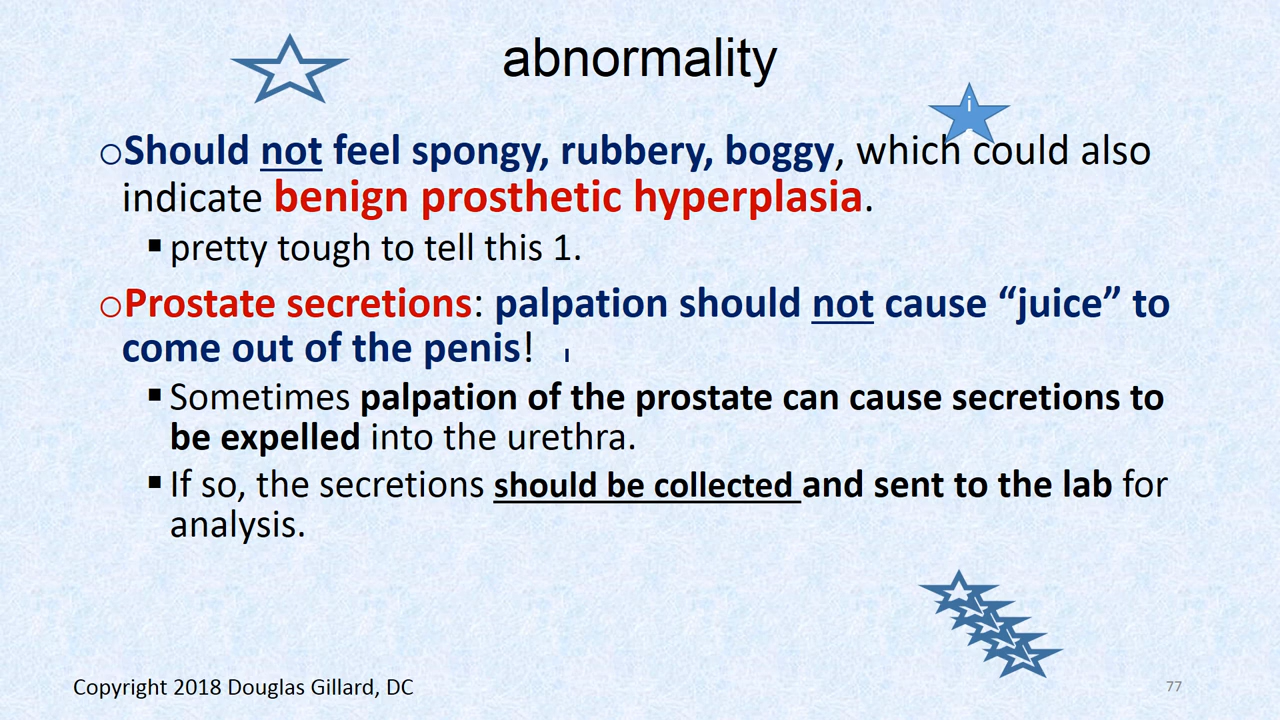 abnormality
i
○Should not feel spongy, rubbery, boggy, which could also
indicate benign prosthetic hyperplasia.
▪pretty tough to tell this 1.
○Prostate secretions: palpation should not cause “juice” to
come out of the penis!
▪Sometimes palpation of the prostate can cause secretions to
be expelled into the urethra.
▪If so, the secretions should be collected and sent to the lab for
analysis.
Copyright 2018 Douglas Gillard, DC
77